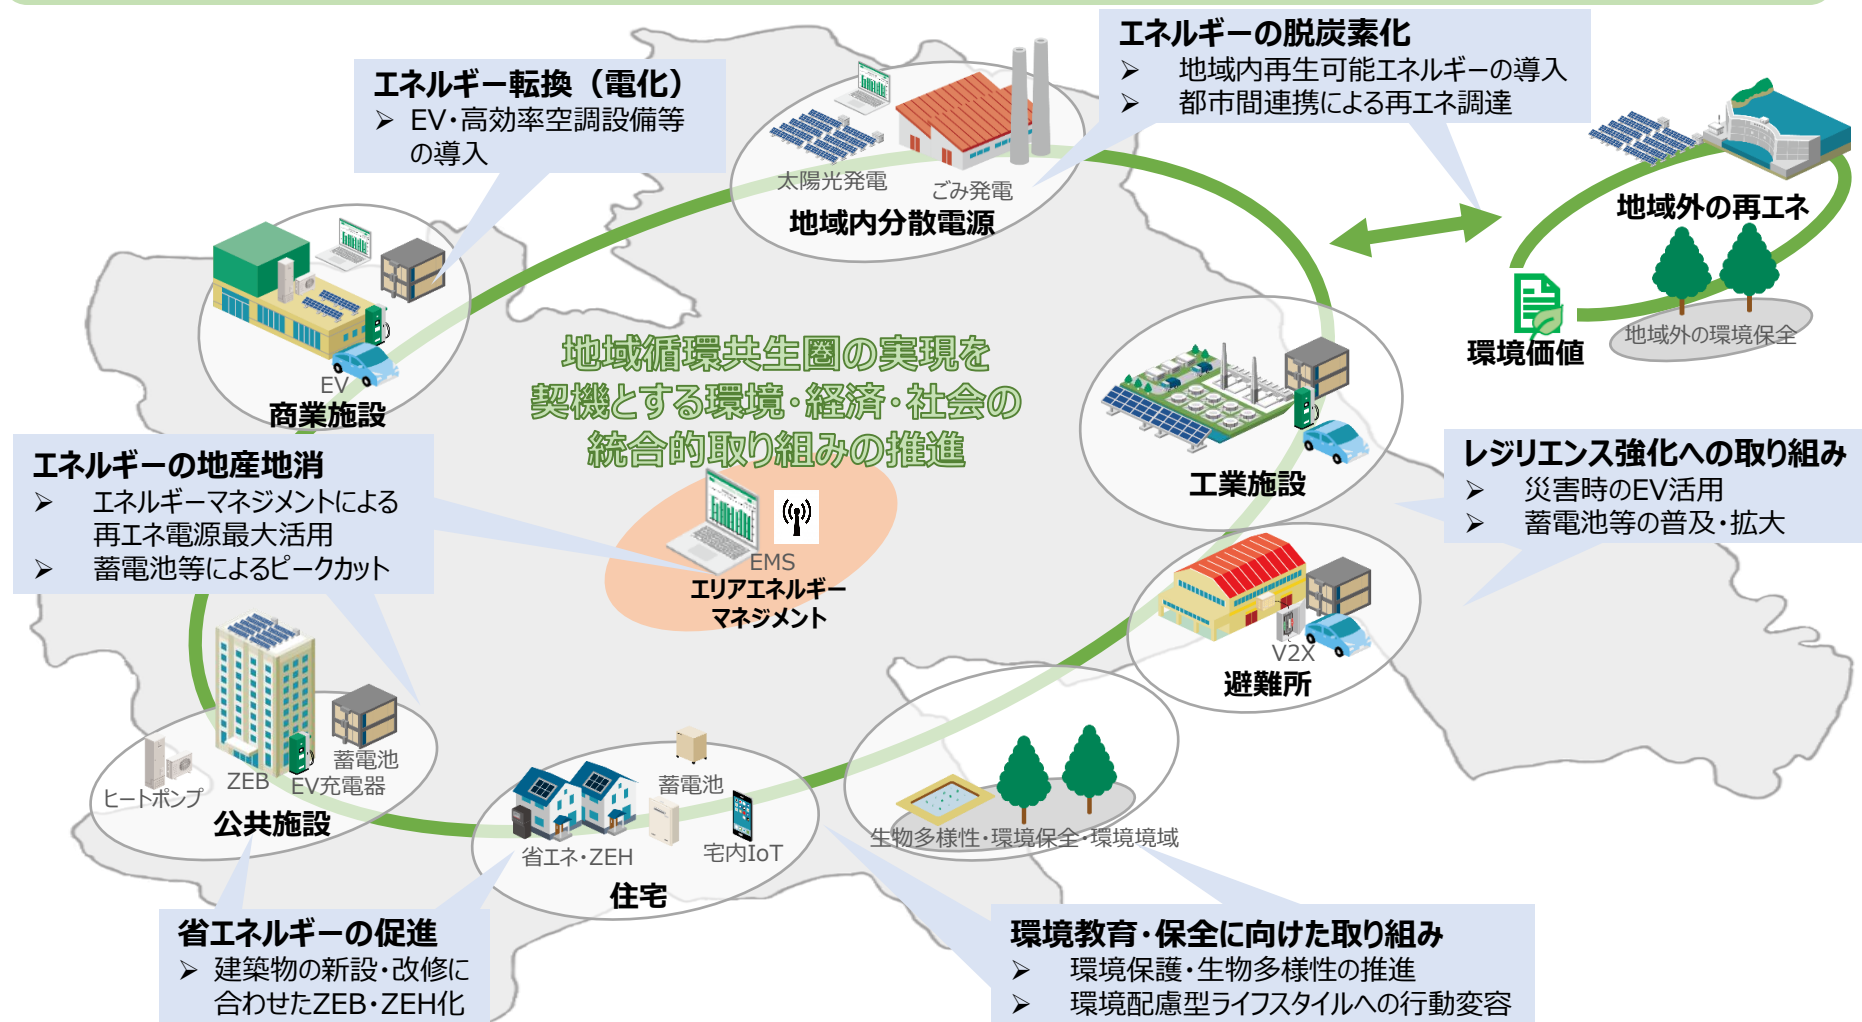 エネルギーの脱炭素化
➢ 地域内再生可能エネルギーの導入
➢ 都市間連携による再エネ調達
エネルギー転換（電化）
➢ EV・高効率空調設備等
の導入
太陽光発電
ごみ発電
地域内分散電源
地域外の再エネ
地域外の環境保全
環境価値
EV
商業施設
地域循環共生圏の実現を
契機とする環境・経済・社会の
統合的取り組みの推進
工業施設
エネルギーの地産地消
➢ エネルギーマネジメントによる
再エネ電源最大活用
➢ 蓄電池等によるピークカット
EMS
エリアエネルギー
マネジメント
レジリエンス強化への取り組み
➢ 災害時のEV活用
➢ 蓄電池等の普及・拡大
V2X
避難所
ヒートポンプ
ZEB
EV充電器
蓄電池
公共施設
蓄電池
省エネ・ZEH
宅内IoT
住宅
生物多様性・環境保全・環境境域
省エネルギーの促進
➢ 建築物の新設・改修に
合わせたZEB・ZEH化
環境教育・保全に向けた取り組み
➢ 環境保護・生物多様性の推進
➢ 環境配慮型ライフスタイルへの行動変容